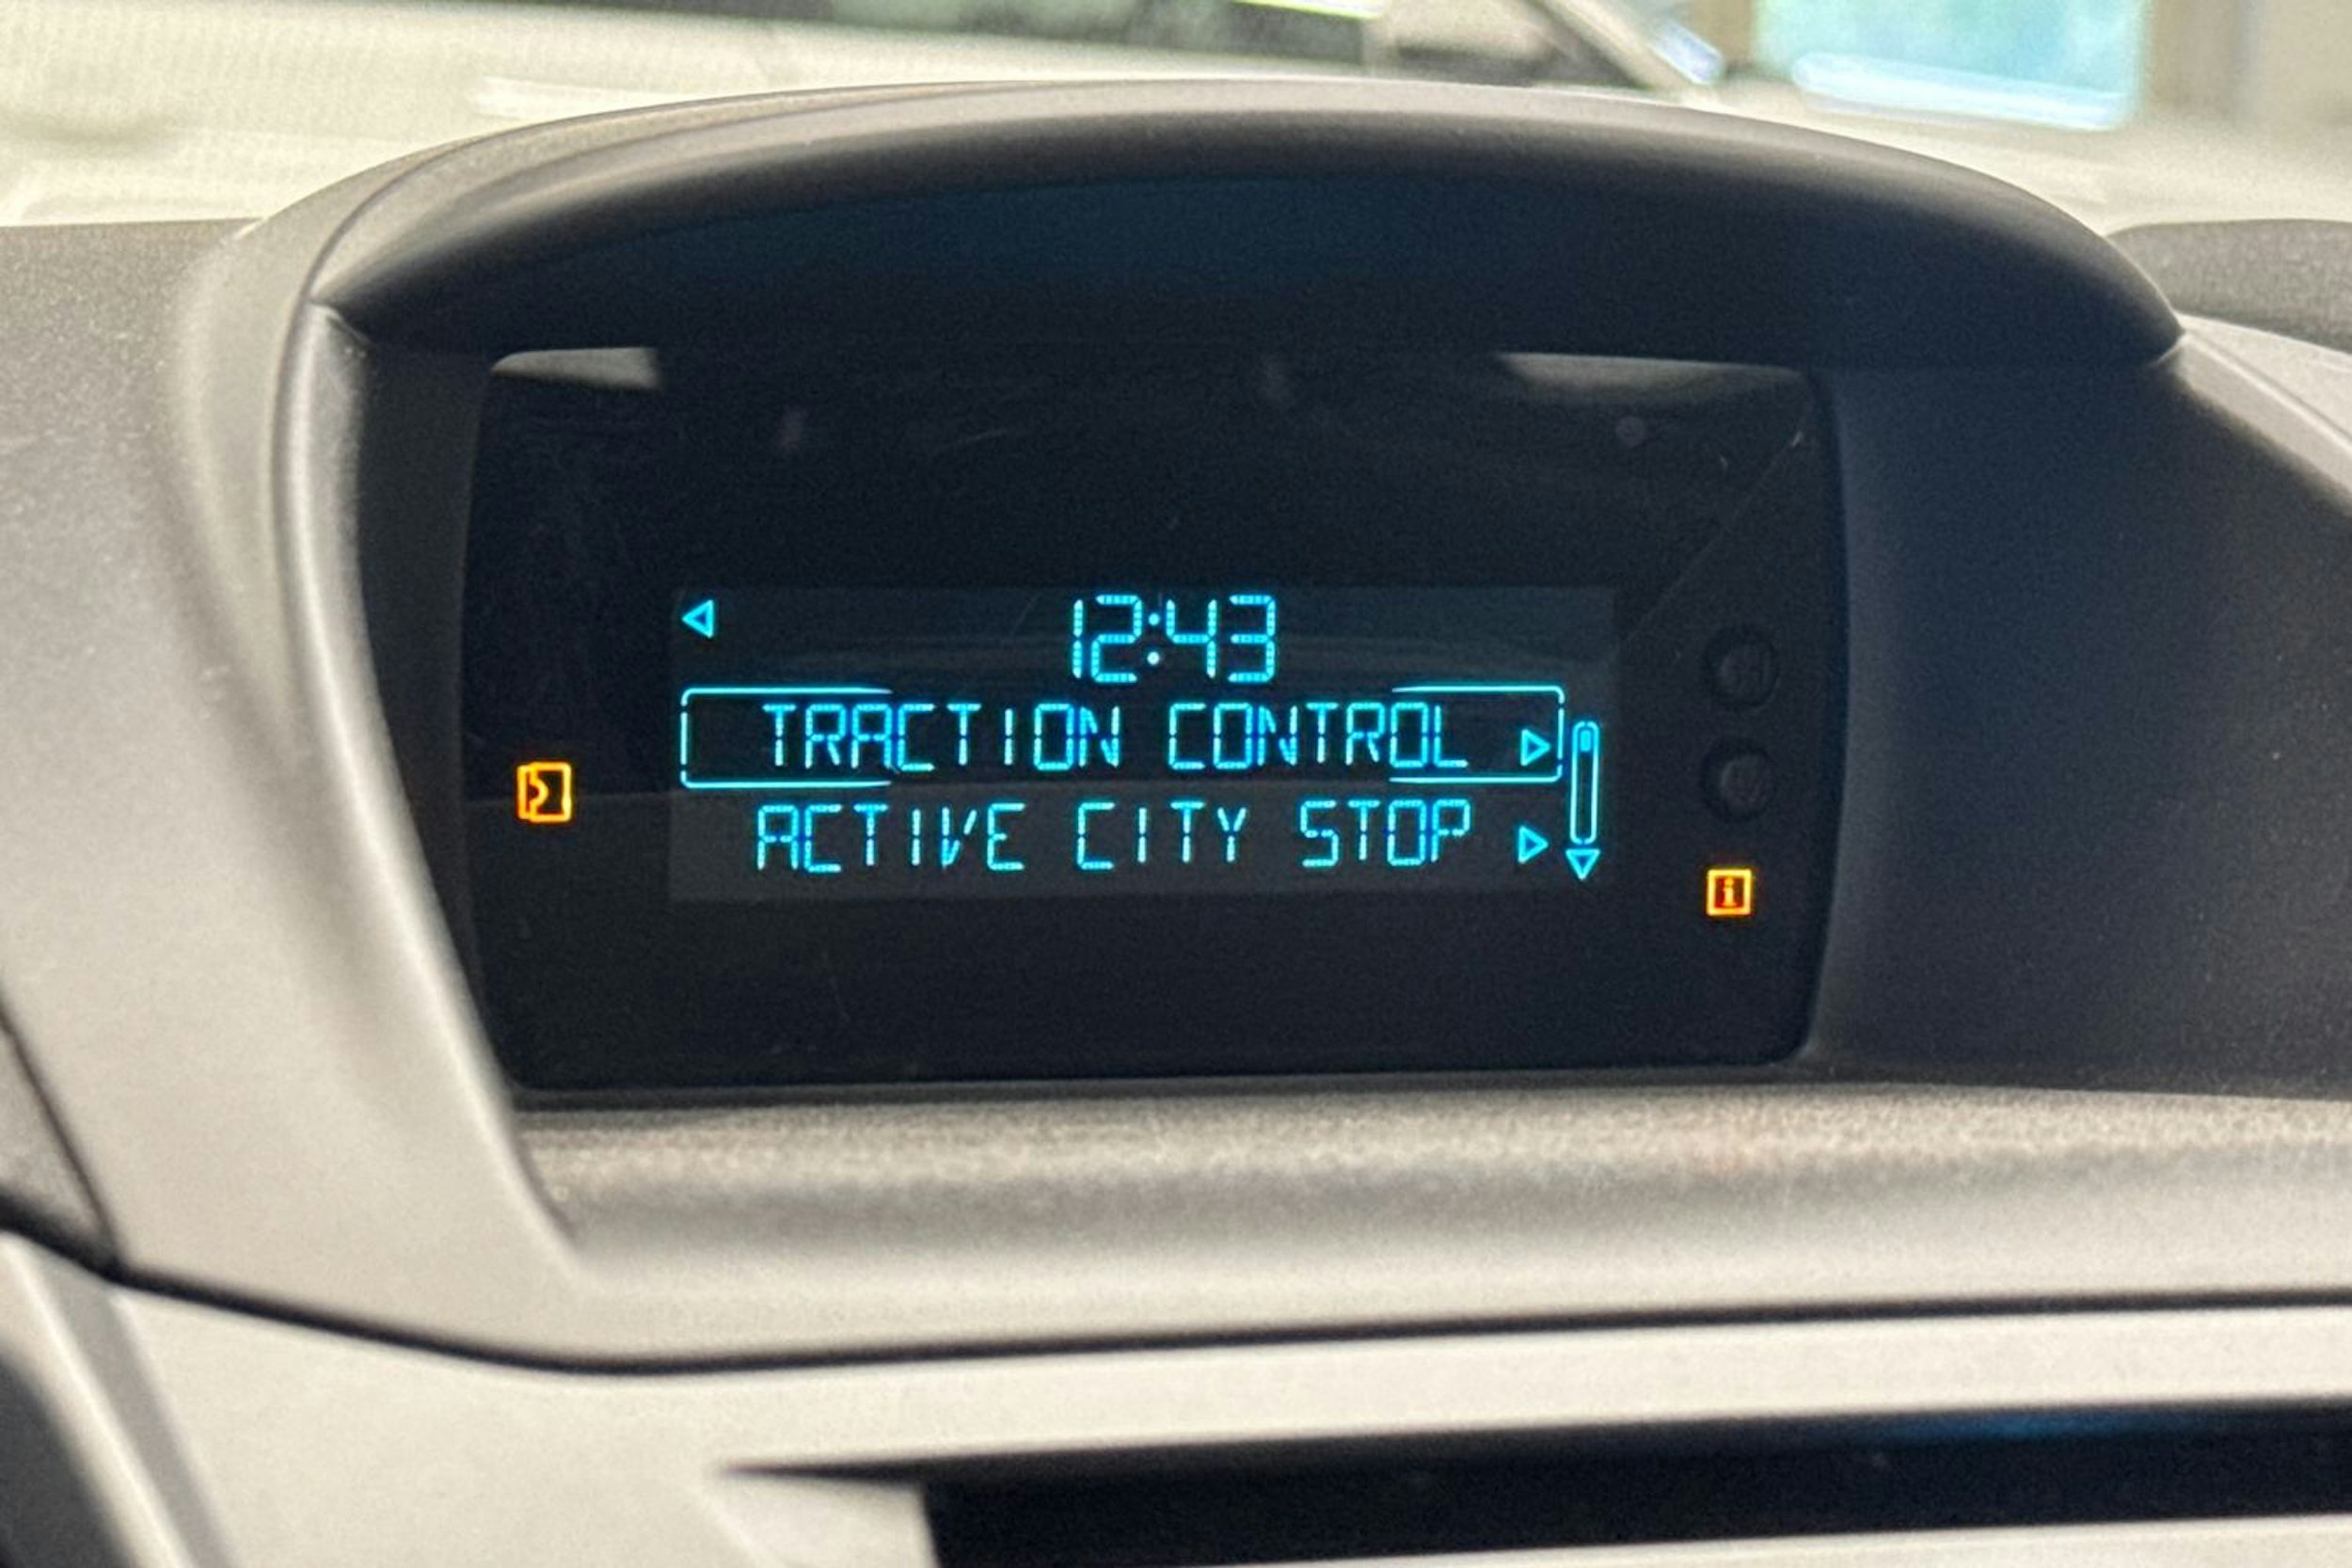 12:43
TRACTION CONTROL
ACTIVE CITY STOP
i